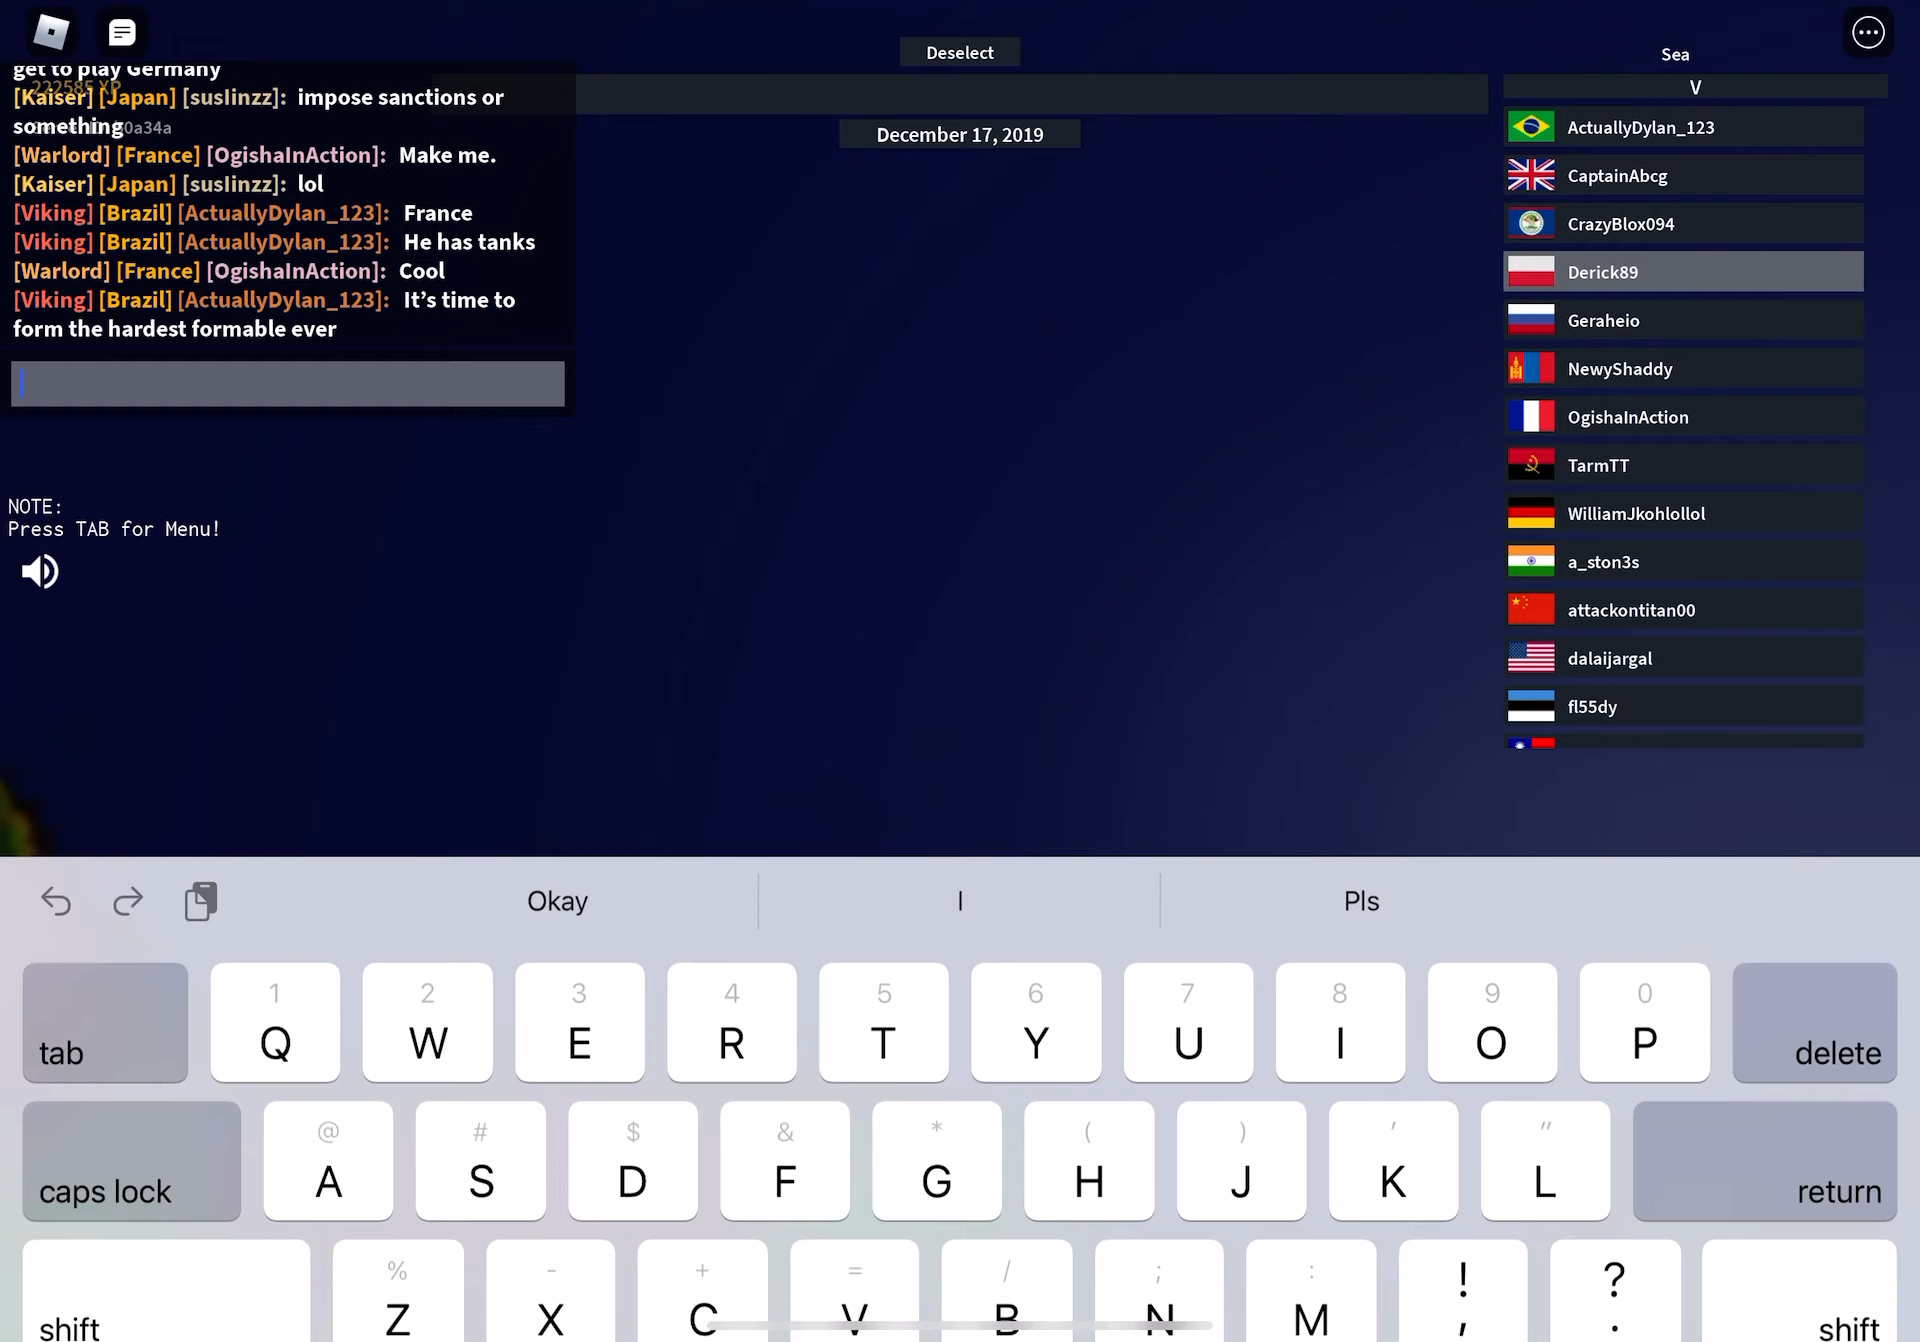 get to play Germany
222585 XP
[Kaiser] [Japan] [suslinzz]: impose sanctions or
something
0a34a
[Warlord] [France] [OgishaInAction]: Make me.
[Kaiser] [Japan] [suslinzz]: lol
[Viking] [Brazil] [ActuallyDylan_123]: France
[Viking] [Brazil] [ActuallyDylan_123]: He has tanks
[Warlord] [France] [OgishaInAction]: Cool
[Viking] [Brazil] [ActuallyDylan_123]: It’s time to
form the hardest formable ever
NOTE:
Press TAB for Menu!
Deselect
December 17, 2019
Sea
V
ActuallyDylan_123
CaptainAbcg
CrazyBlox094
Derick89
Geraheio
NewyShaddy
OgishaInAction
TarmTT
WilliamJkohlollol
a_ston3s
attackontitan00
dalaijargal
fl55dy
Okay
I
Pls
1 2 3 4 5 6 7 8 9 0
tab Q W E R T Y U I O P delete
@ # $ & * ( ) ' "
caps lock A S D F G H J K L return
% - + = / ; : ! ?
shift Z X C V B N M , . shift